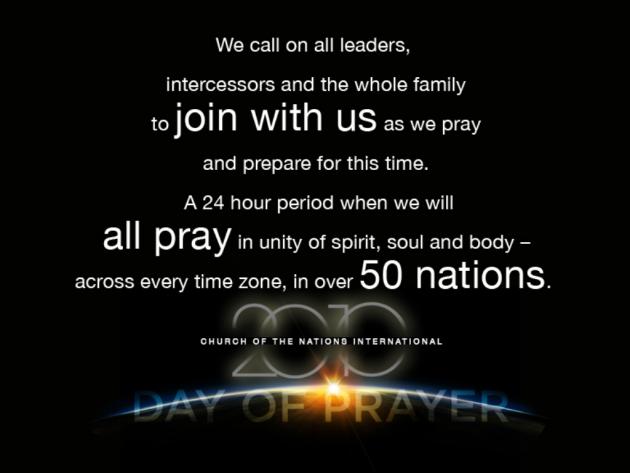 We call on all leaders,
intercessors and the whole family
to join with us as we pray
and prepare for this time.
A 24 hour period when we will
all pray in unity of spirit, soul and body –
across every time zone, in over 50 nations.
2010
CHURCH OF THE NATIONS INTERNATIONAL
DAY OF PRAYER